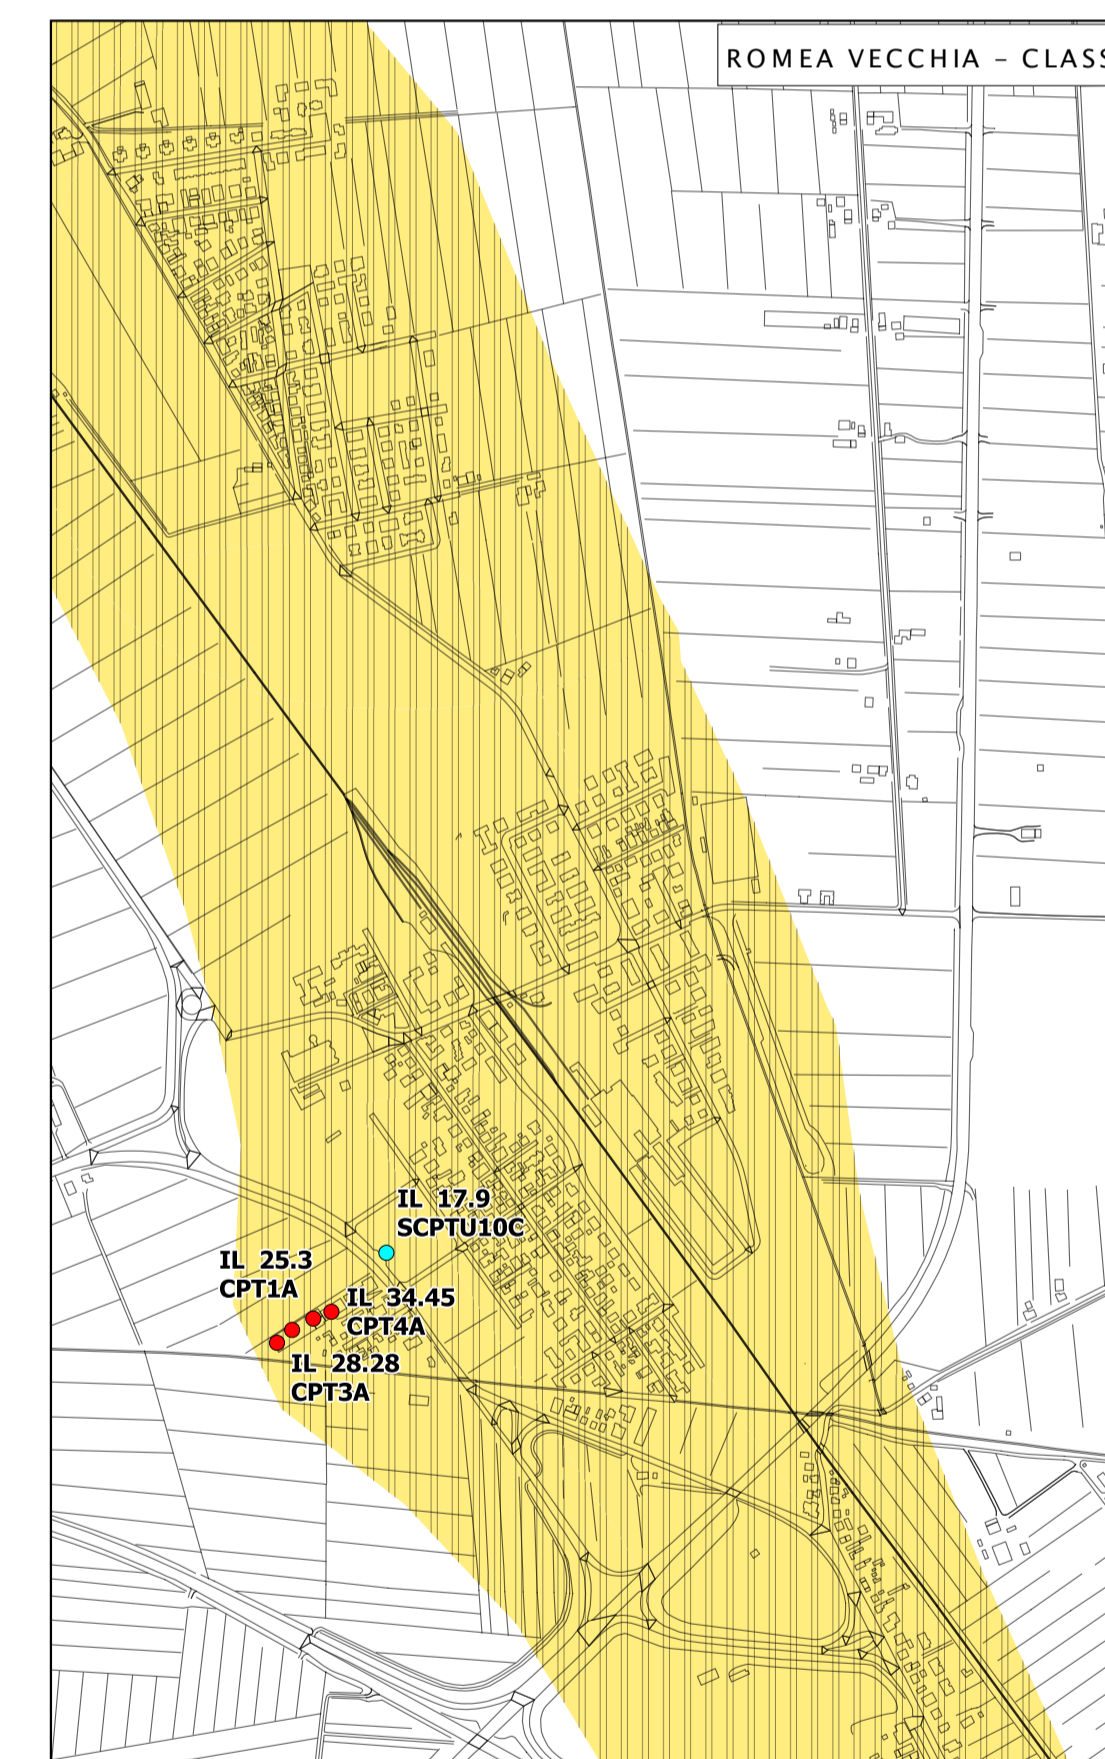 ROMEA VECCHIA – CLASS
IL 17.9
SCPTU10C
IL 25.3
CPT1A
IL 34.45
CPT4A
IL 28.28
CPT3A